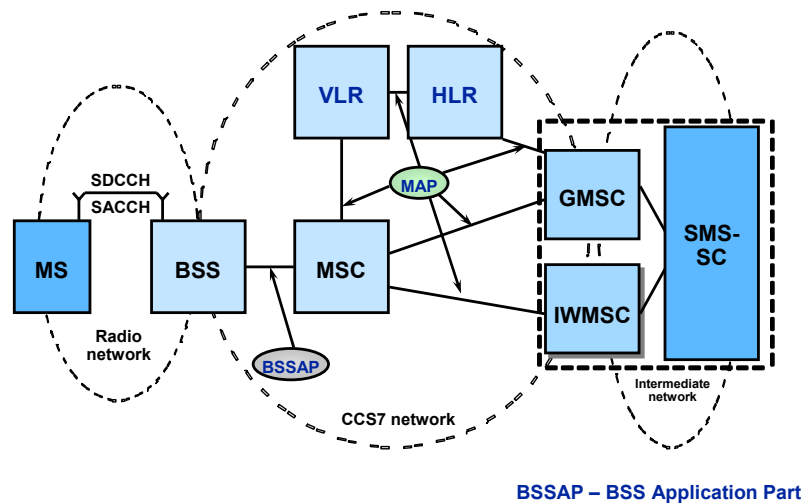 VLR
HLR
SDCCH
SACCH
MAP
GMSC
SMS-
SC
MS
BSS
MSC
IWMSC
Radio
network
BSSAP
Intermediate
network
CCS7 network
BSSAP – BSS Application Part